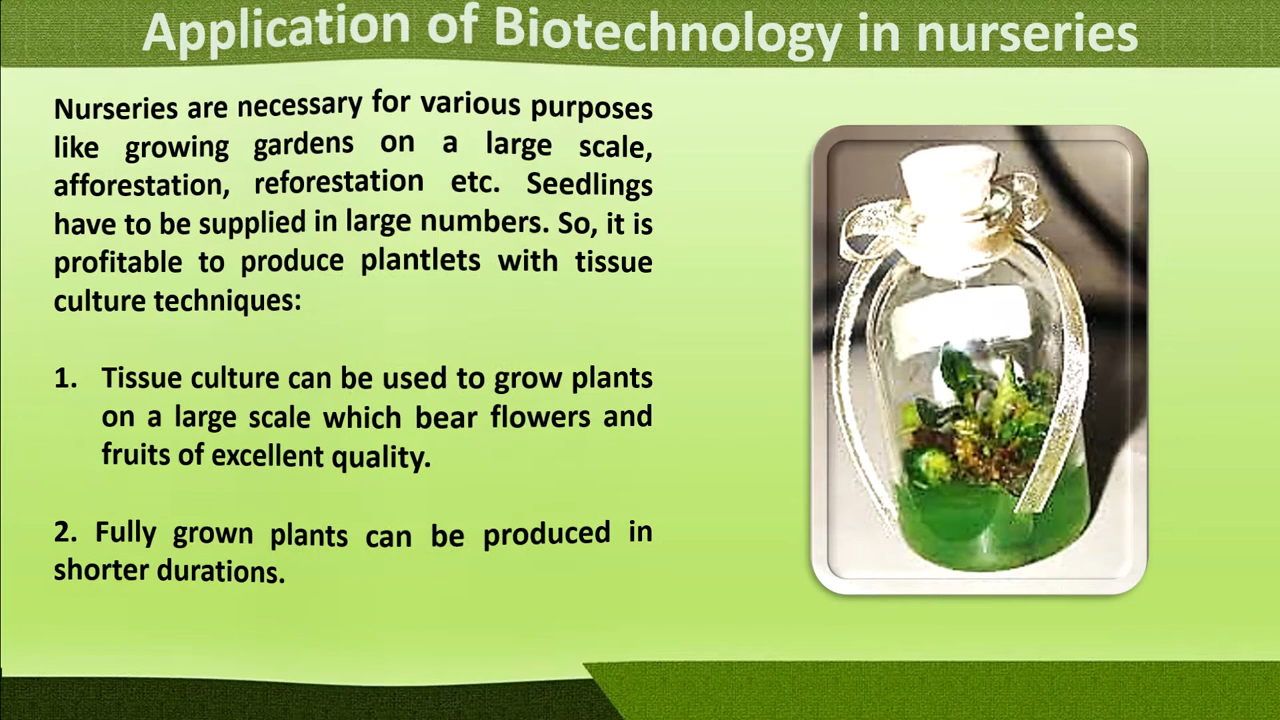 Application of Biotechnology in nurseries
Nurseries are necessary for various purposes
like growing gardens on a large scale,
afforestation, reforestation etc. Seedlings
have to be supplied in large numbers. So, it is
profitable to produce plantlets with tissue
culture techniques:
1. Tissue culture can be used to grow plants
on a large scale which bear flowers and
fruits of excellent quality.
2. Fully grown plants can be produced in
shorter durations.